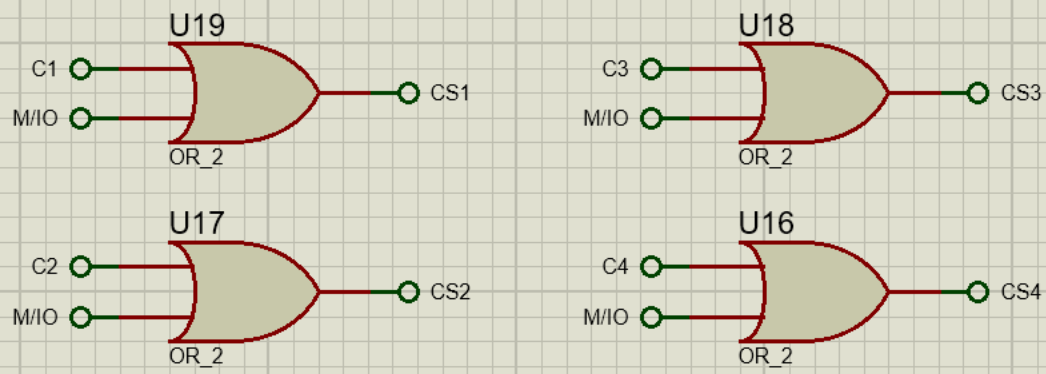 U19
C1
M/IO
CS1
OR_2
U18
C3
M/IO
CS3
OR_2
U17
C2
M/IO
CS2
OR_2
U16
C4
M/IO
CS4
OR_2